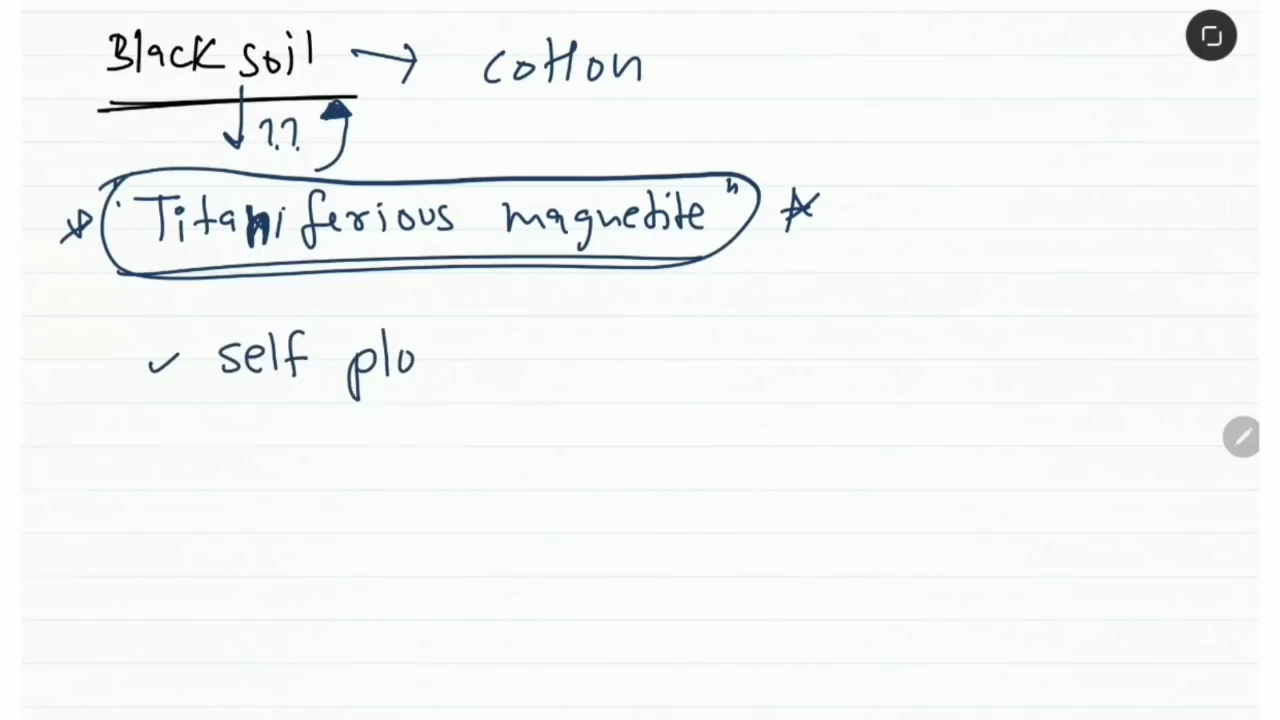 Black soil → cotton
??
"Titaniferious magnetite"
✓ self plo